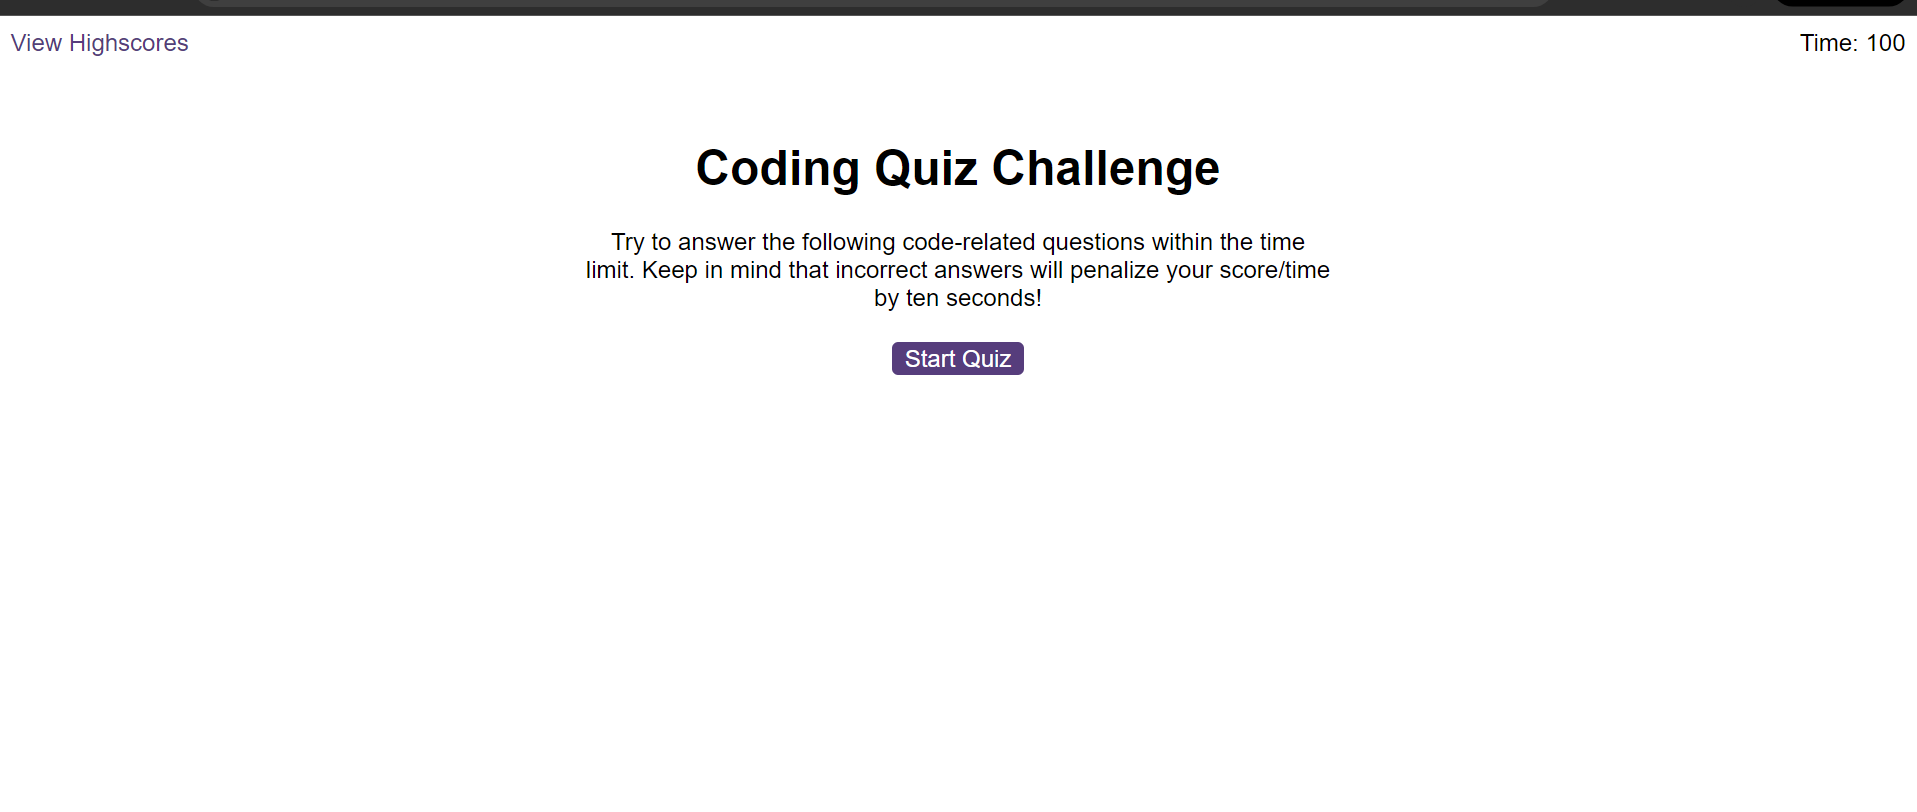 View Highscores
Time: 100
Coding Quiz Challenge
Try to answer the following code-related questions within the time
limit. Keep in mind that incorrect answers will penalize your score/time
by ten seconds!
Start Quiz